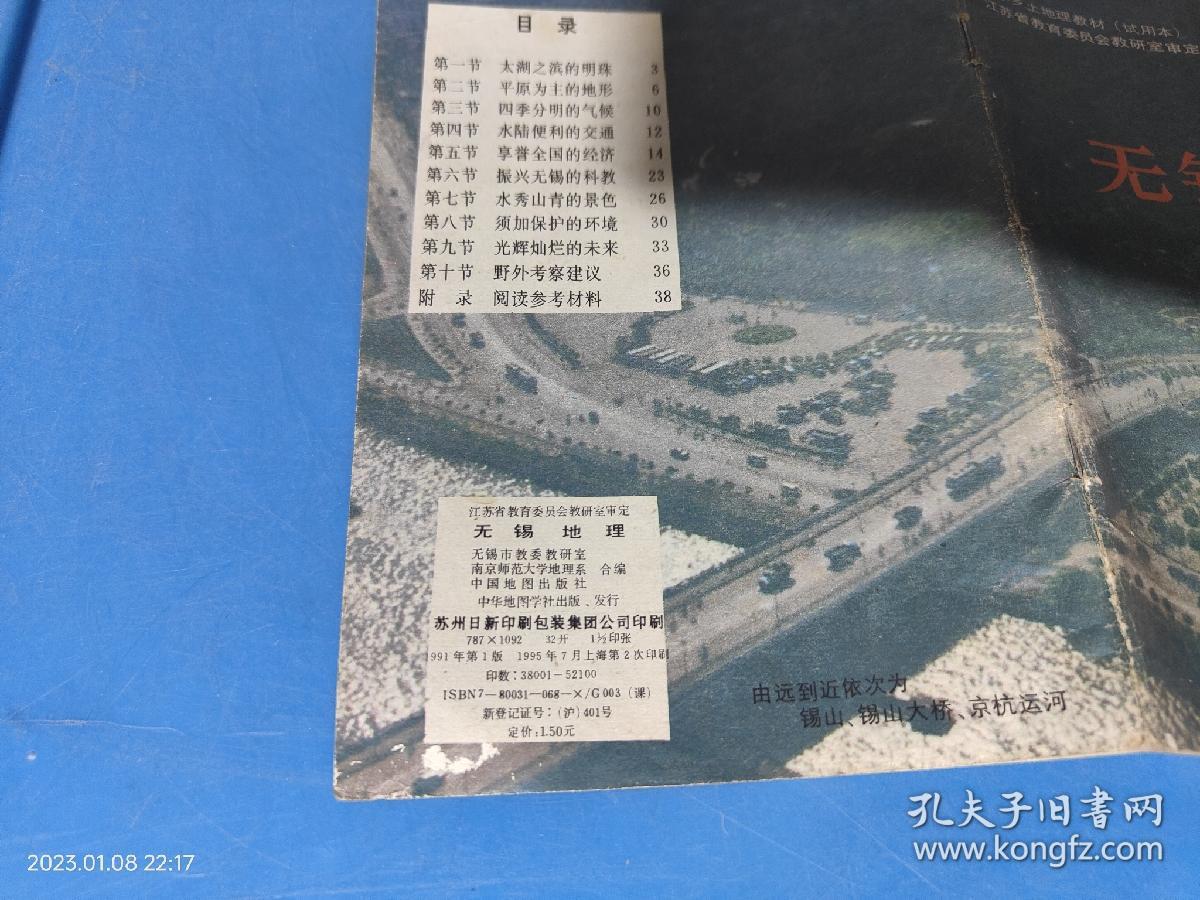 目 录
第一节 太湖之滨的明珠 3
第二节 平原为主的地形 6
第三节 四季分明的气候 10
第四节 水陆便利的交通 12
第五节 享誉全国的经济 14
第六节 振兴无锡的科教 23
第七节 水秀山青的景色 26
第八节 须加保护的环境 30
第九节 光辉灿烂的未来 33
第十节 野外考察建议 36
附 录 阅读参考材料 38
乡土地理教材（试用本）
江苏省教育委员会教研室审定
无锡
江苏省教育委员会教研室审定
无 锡 地 理
无锡市教委教研室
南京师范大学地理系 合编
中国地图出版社
中华地图学社出版、发行
苏州日新印刷包装集团公司印刷
787×1092 32开 1½印张
991年第1版 1995年7月上海第2次印刷
印数：38001—52100
ISBN7—80031—068—X/G003（课）
新登记证号：(沪)401号
定价：1.50元
由远到近依次为
锡山、锡山大桥、京杭运河
孔夫子旧书网
www.kongfz.com
2023.01.08 22:17